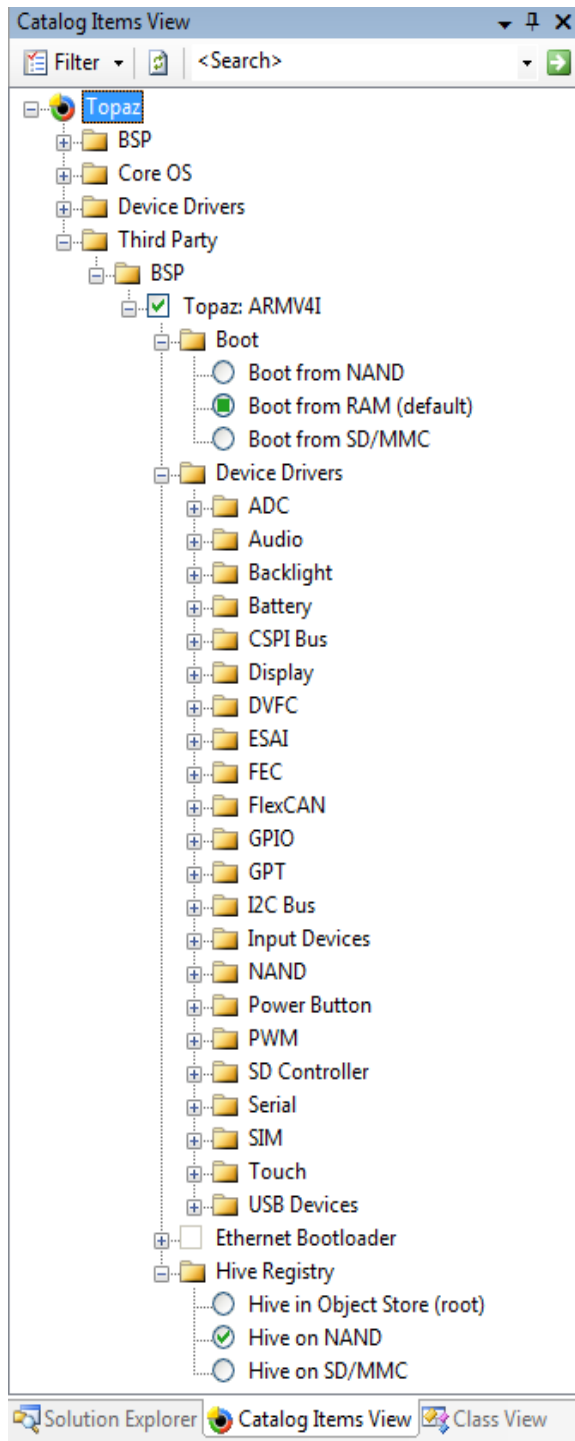 Catalog Items View
Filter <Search>
Topaz
BSP
Core OS
Device Drivers
Third Party
BSP
Topaz: ARMV4I
Boot
Boot from NAND
Boot from RAM (default)
Boot from SD/MMC
Device Drivers
ADC
Audio
Backlight
Battery
CSPI Bus
Display
DVFC
ESAI
FEC
FlexCAN
GPIO
GPT
I2C Bus
Input Devices
NAND
Power Button
PWM
SD Controller
Serial
SIM
Touch
USB Devices
Ethernet Bootloader
Hive Registry
Hive in Object Store (root)
Hive on NAND
Hive on SD/MMC
Solution Explorer Catalog Items View Class View